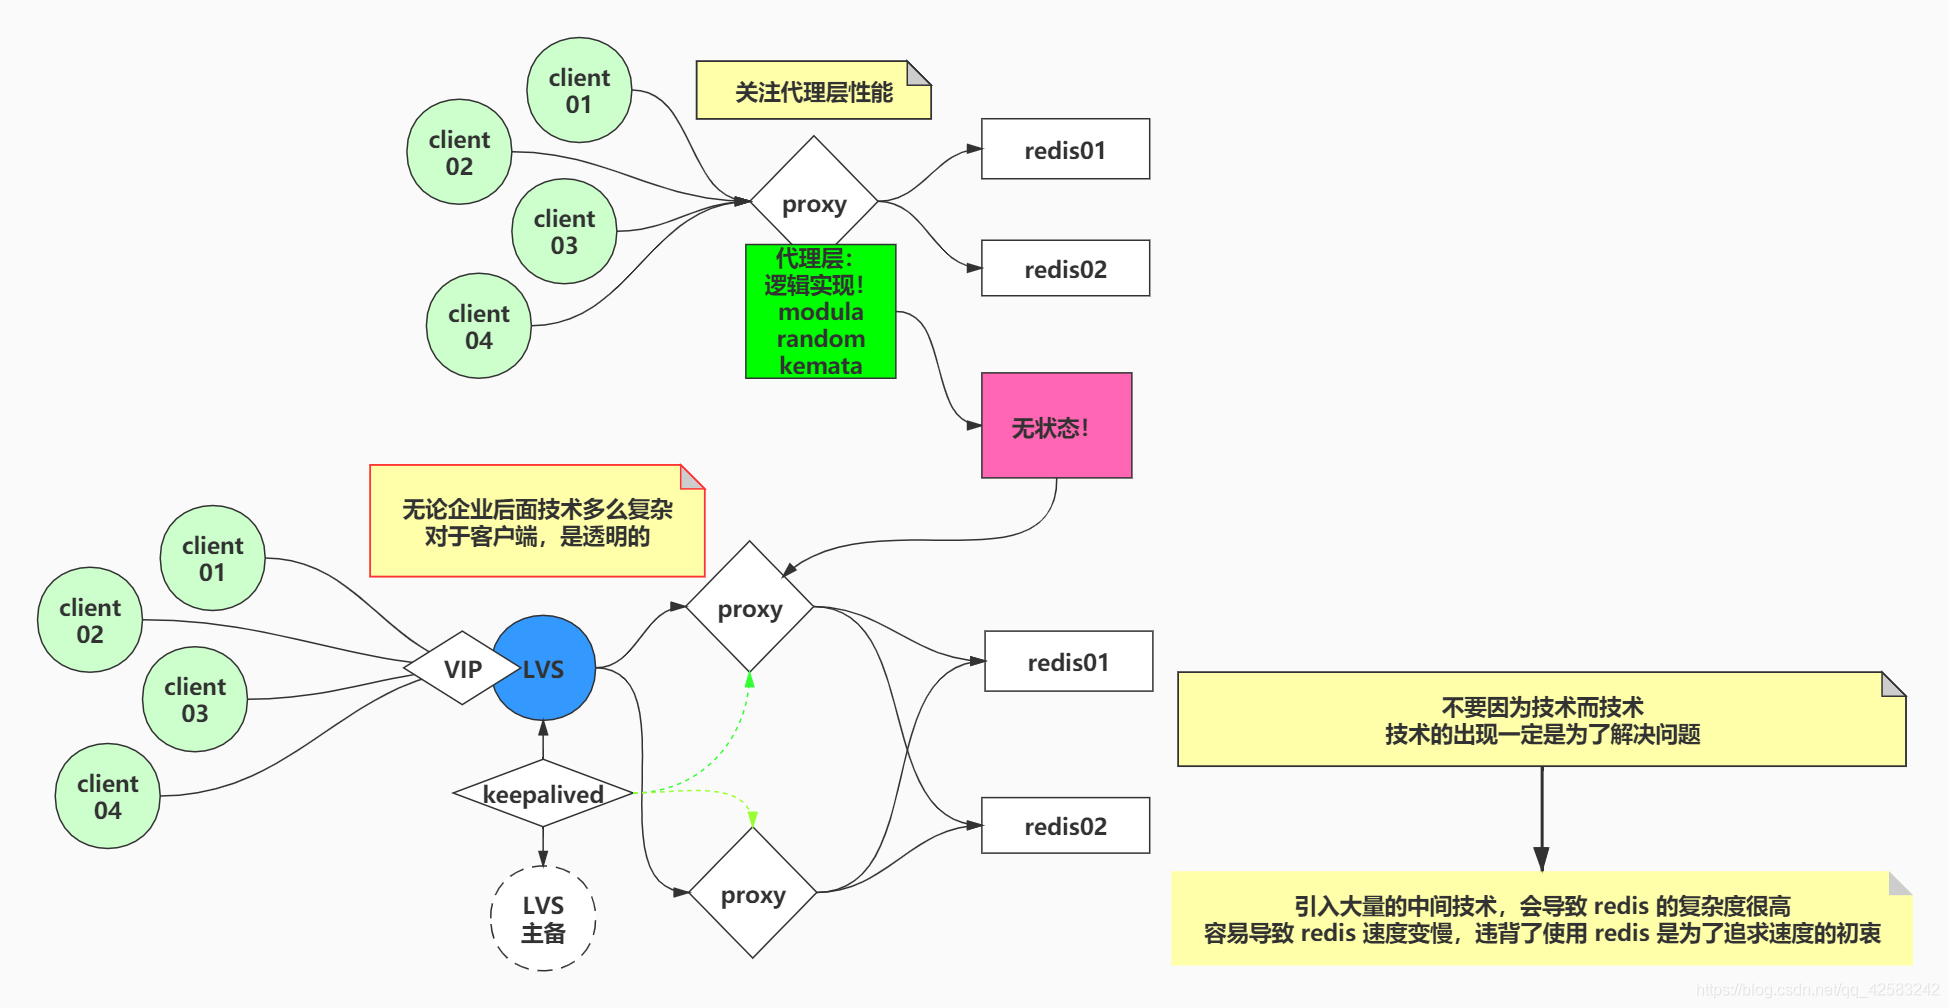 client
01
client
02
client
03
client
04
关注代理层性能
proxy
redis01
redis02
代理层：
逻辑实现！
modula
random
kemata
无状态！
无论企业后面技术多么复杂
对于客户端，是透明的
client
01
client
02
client
03
client
04
VIP
LVS
keepalived
LVS
主备
proxy
proxy
redis01
redis02
不要因为技术而技术
技术的出现一定是为了解决问题
引入大量的中间技术，会导致 redis 的复杂度很高
容易导致 redis 速度变慢，违背了使用 redis 是为了追求速度的初衷
https://blog.csdn.net/qq_42583242